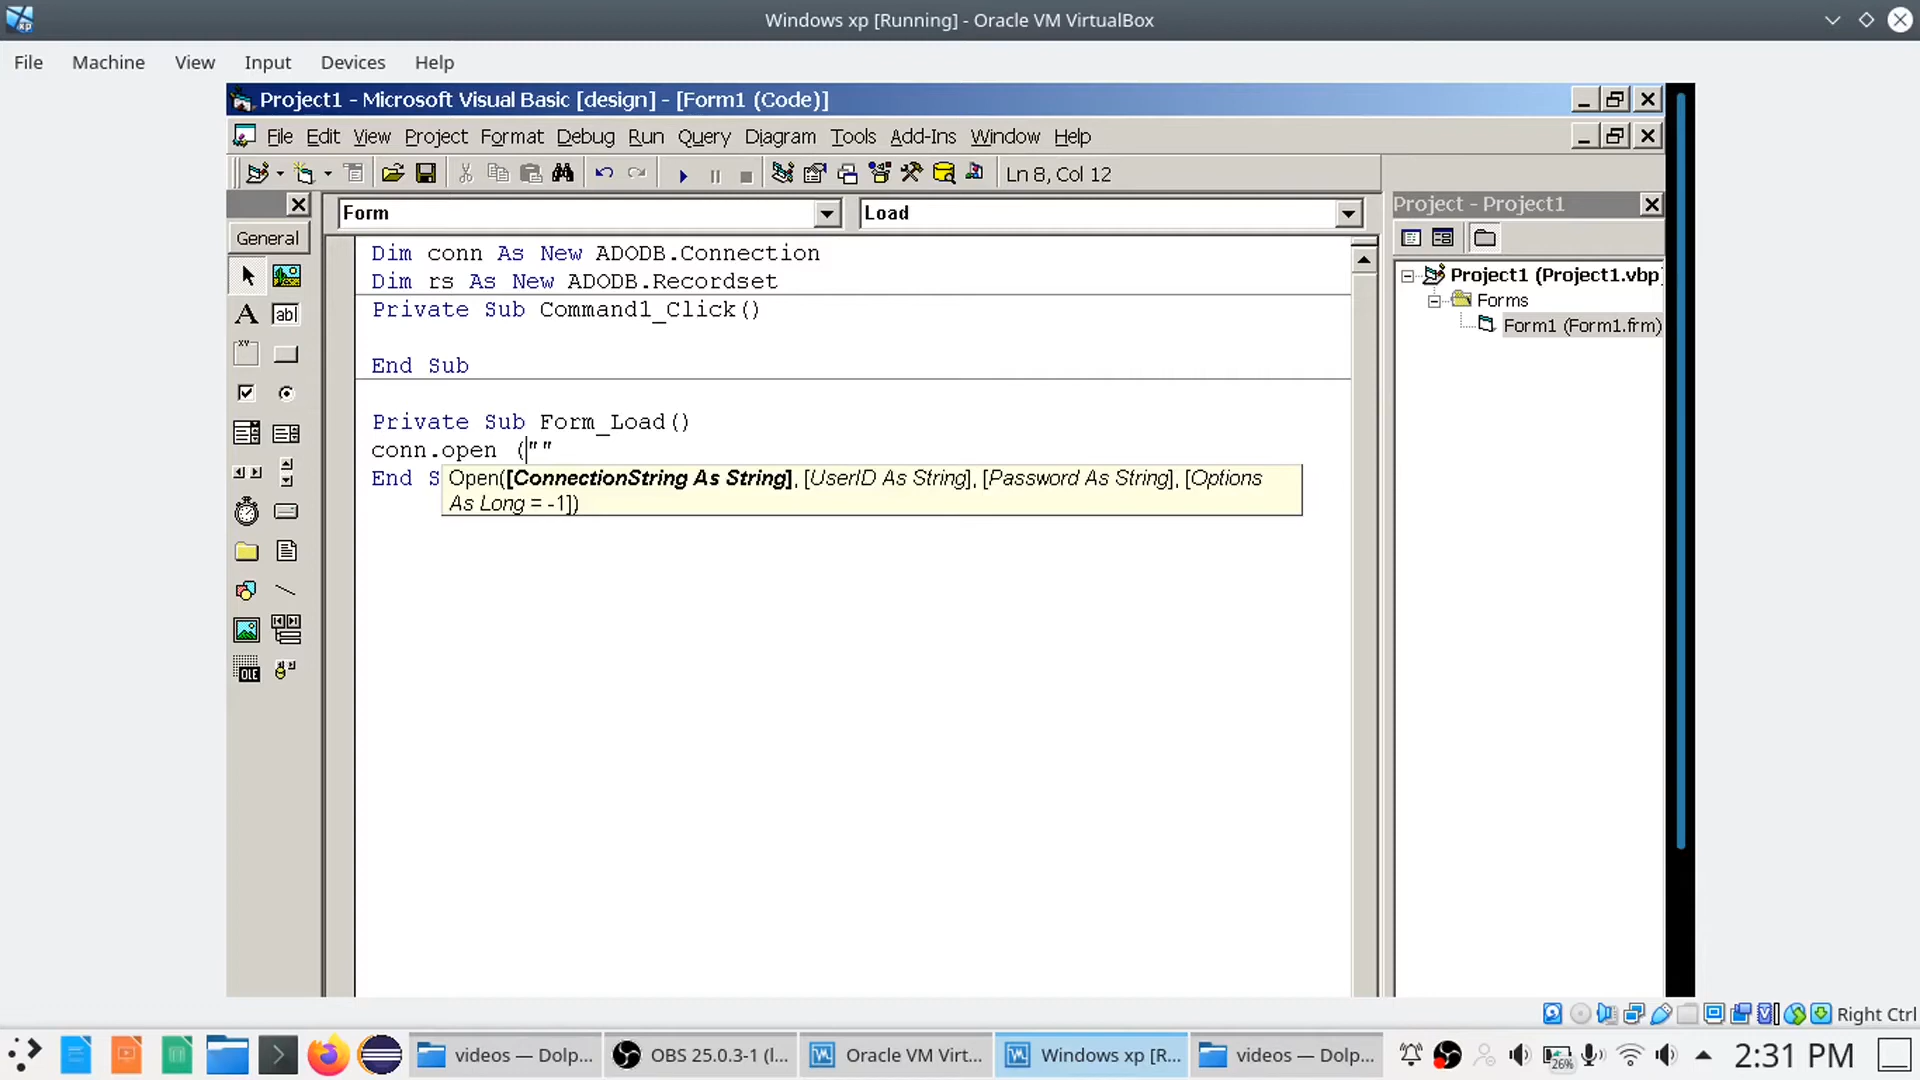 Windows xp [Running] - Oracle VM VirtualBox
File Machine View Input Devices Help
Project1 - Microsoft Visual Basic [design] - [Form1 (Code)]
File Edit View Project Format Debug Run Query Diagram Tools Add-Ins Window Help
Ln 8, Col 12
Project - Project1
Form
Load
General
A
abl
xy
OLE
Dim conn As New ADODB.Connection
Dim rs As New ADODB.Recordset
Private Sub Command1_Click()
End Sub
Private Sub Form_Load()
conn.open (""
End S
Open([ConnectionString As String], [UserID As String], [Password As String], [Options
As Long = -1])
Project1 (Project1.vbp)
Forms
Form1 (Form1.frm)
Right Ctrl
videos — Dolp...
OBS 25.0.3-1 (l...
Oracle VM Virt...
Windows xp [R...
videos — Dolp...
26%
2:31 PM